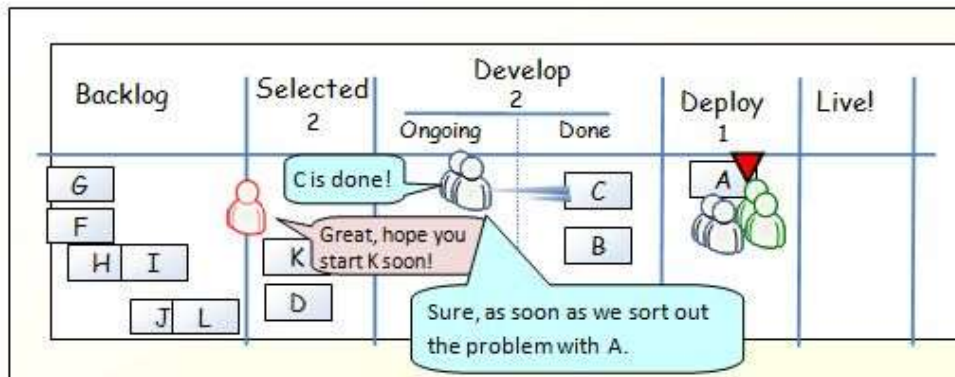 Backlog
Selected
2
Develop
2
Ongoing
Done
Deploy
1
Live!
G
F
H I
J L
C is done!
Great, hope you
start K soon!
K
D
C
B
A
Sure, as soon as we sort out
the problem with A.